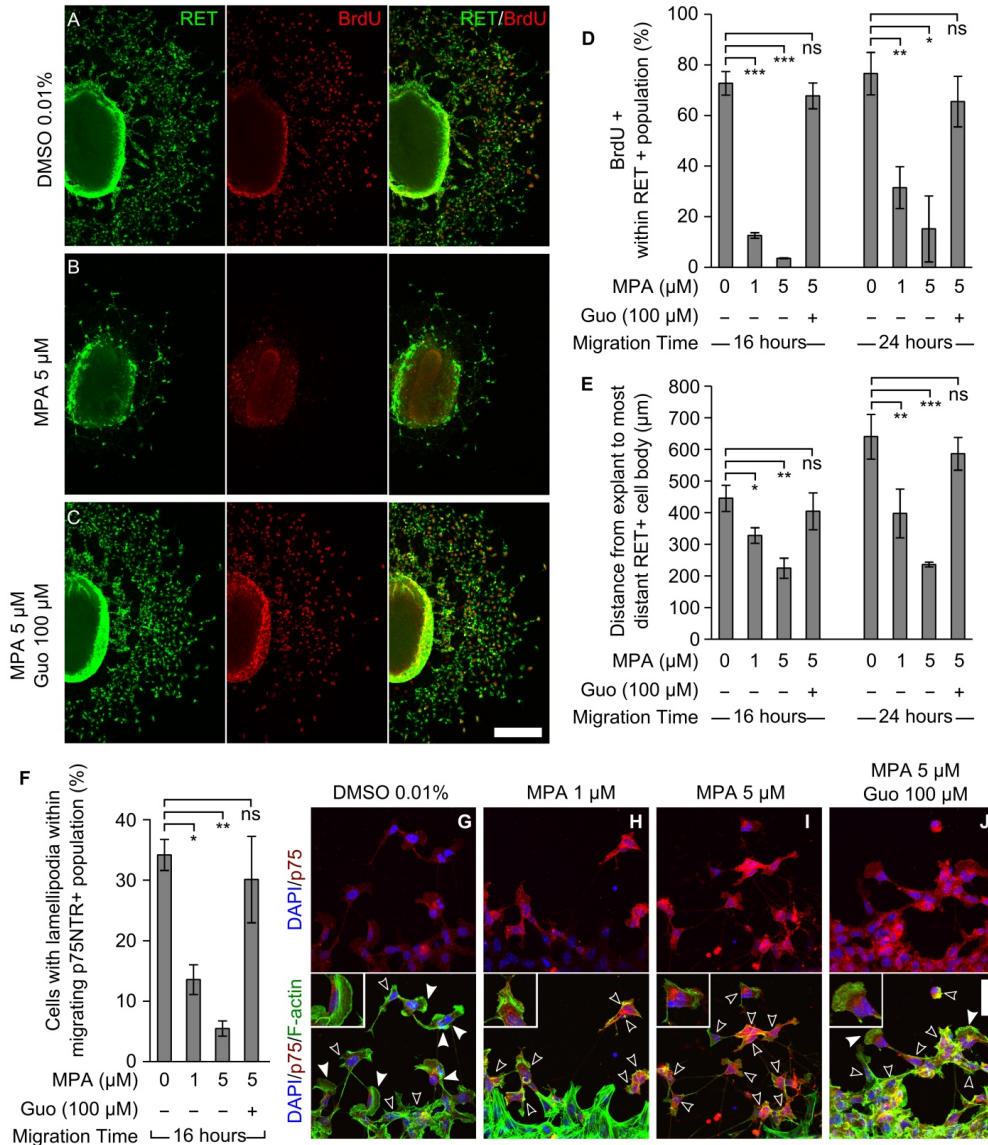 A
RET
BrdU
RET/BrdU
DMSO 0.01%
B
MPA 5 µM
C
MPA 5 µM
Guo 100 µM
D
BrdU +
within RET + population (%)
100
80
60
40
20
0
***
***
ns
**
*
ns
MPA (µM) 0 1 5 5 0 1 5 5
Guo (100 µM) – – – + – – – +
Migration Time — 16 hours — — 24 hours —
E
Distance from explant to most
distant RET+ cell body (µm)
800
700
600
500
400
300
200
100
0
*
**
ns
**
***
ns
MPA (µM) 0 1 5 5 0 1 5 5
Guo (100 µM) – – – + – – – +
Migration Time — 16 hours — — 24 hours —
F
Cells with lamellipodia within
migrating p75NTR+ population (%)
40
30
20
10
0
*
**
ns
MPA (µM) 0 1 5 5
Guo (100 µM) – – – +
Migration Time 16 hours
DMSO 0.01%
MPA 1 µM
MPA 5 µM
MPA 5 µM
Guo 100 µM
G
H
I
J
DAPI/p75
DAPI/p75/F-actin